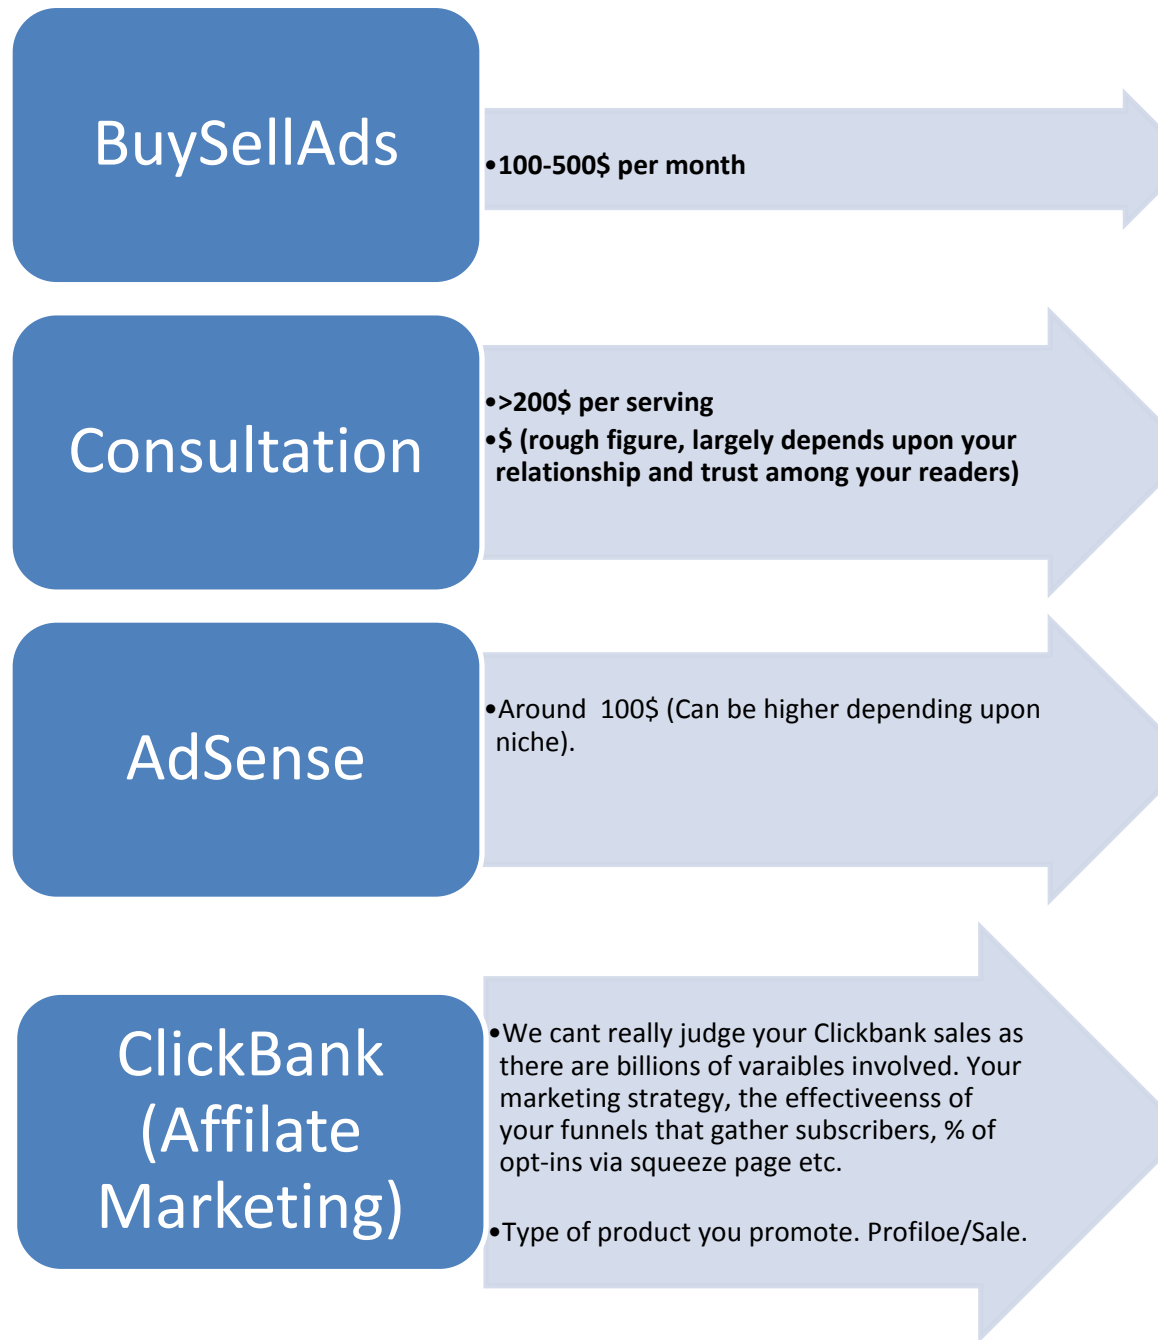 BuySellAds
•100-500$ per month
Consultation
•>200$ per serving
•$ (rough figure, largely depends upon your
relationship and trust among your readers)
AdSense
•Around  100$ (Can be higher depending upon
niche).
ClickBank
(Affilate
Marketing)
•We cant really judge your Clickbank sales as
there are billions of varaibles involved. Your
marketing strategy, the effectiveenss of
your funnels that gather subscribers, % of
opt-ins via squeeze page etc.
•Type of product you promote. Profiloe/Sale.